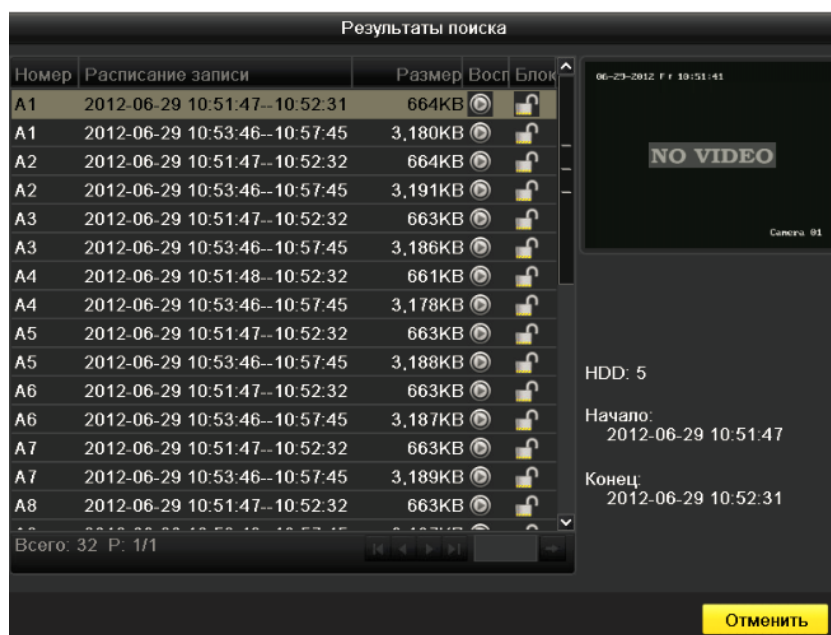 Результаты поиска
Номер Расписание записи Размер Восп Блок
A1 2012-06-29 10:51:47--10:52:31 664KB
A1 2012-06-29 10:53:46--10:57:45 3,180KB
A2 2012-06-29 10:51:47--10:52:32 664KB
A2 2012-06-29 10:53:46--10:57:45 3,191KB
A3 2012-06-29 10:51:47--10:52:32 663KB
A3 2012-06-29 10:53:46--10:57:45 3,186KB
A4 2012-06-29 10:51:48--10:52:32 661KB
A4 2012-06-29 10:53:46--10:57:45 3,178KB
A5 2012-06-29 10:51:47--10:52:32 663KB
A5 2012-06-29 10:53:46--10:57:45 3,188KB
A6 2012-06-29 10:51:47--10:52:32 663KB
A6 2012-06-29 10:53:46--10:57:45 3,187KB
A7 2012-06-29 10:51:47--10:52:32 663KB
A7 2012-06-29 10:53:46--10:57:45 3,189KB
A8 2012-06-29 10:51:47--10:52:32 663KB
Всего: 32 P: 1/1
06-29-2012 Fri 10:51:41
NO VIDEO
Camera 01
HDD: 5
Начало:
2012-06-29 10:51:47
Конец:
2012-06-29 10:52:31
Отменить